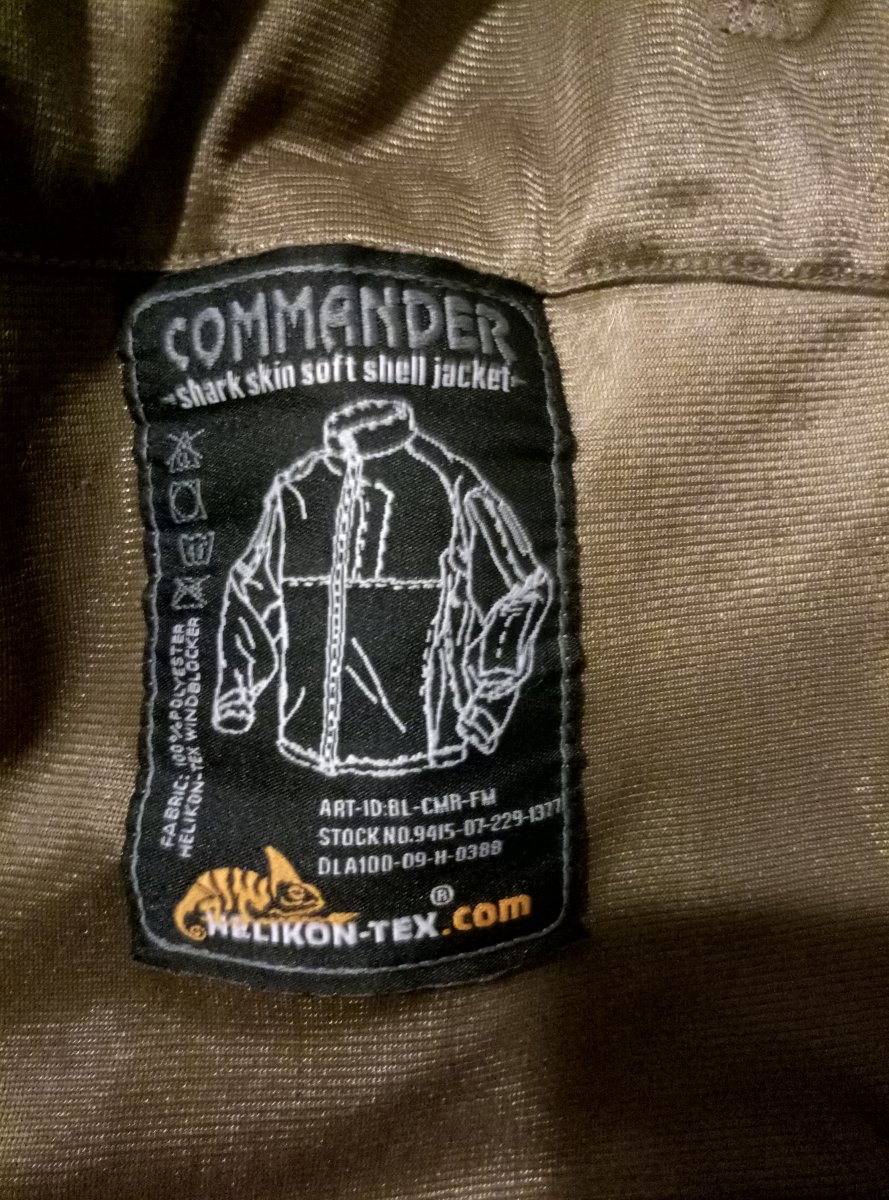 COMMANDER
shark skin soft shell jacket
FABRIC: 100% POLYESTER
HELIKON-TEX WINDBLOCKER
ART-ID:BL-CMR-FM
STOCK NO.9415-07-229-1377
DLA100-09-H-0388
HELIKON-TEX®.com